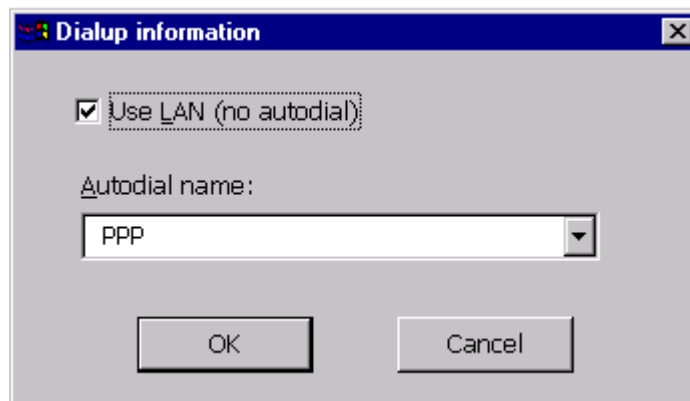 Dialup information
Use LAN (no autodial)
Autodial name:
PPP
OK Cancel